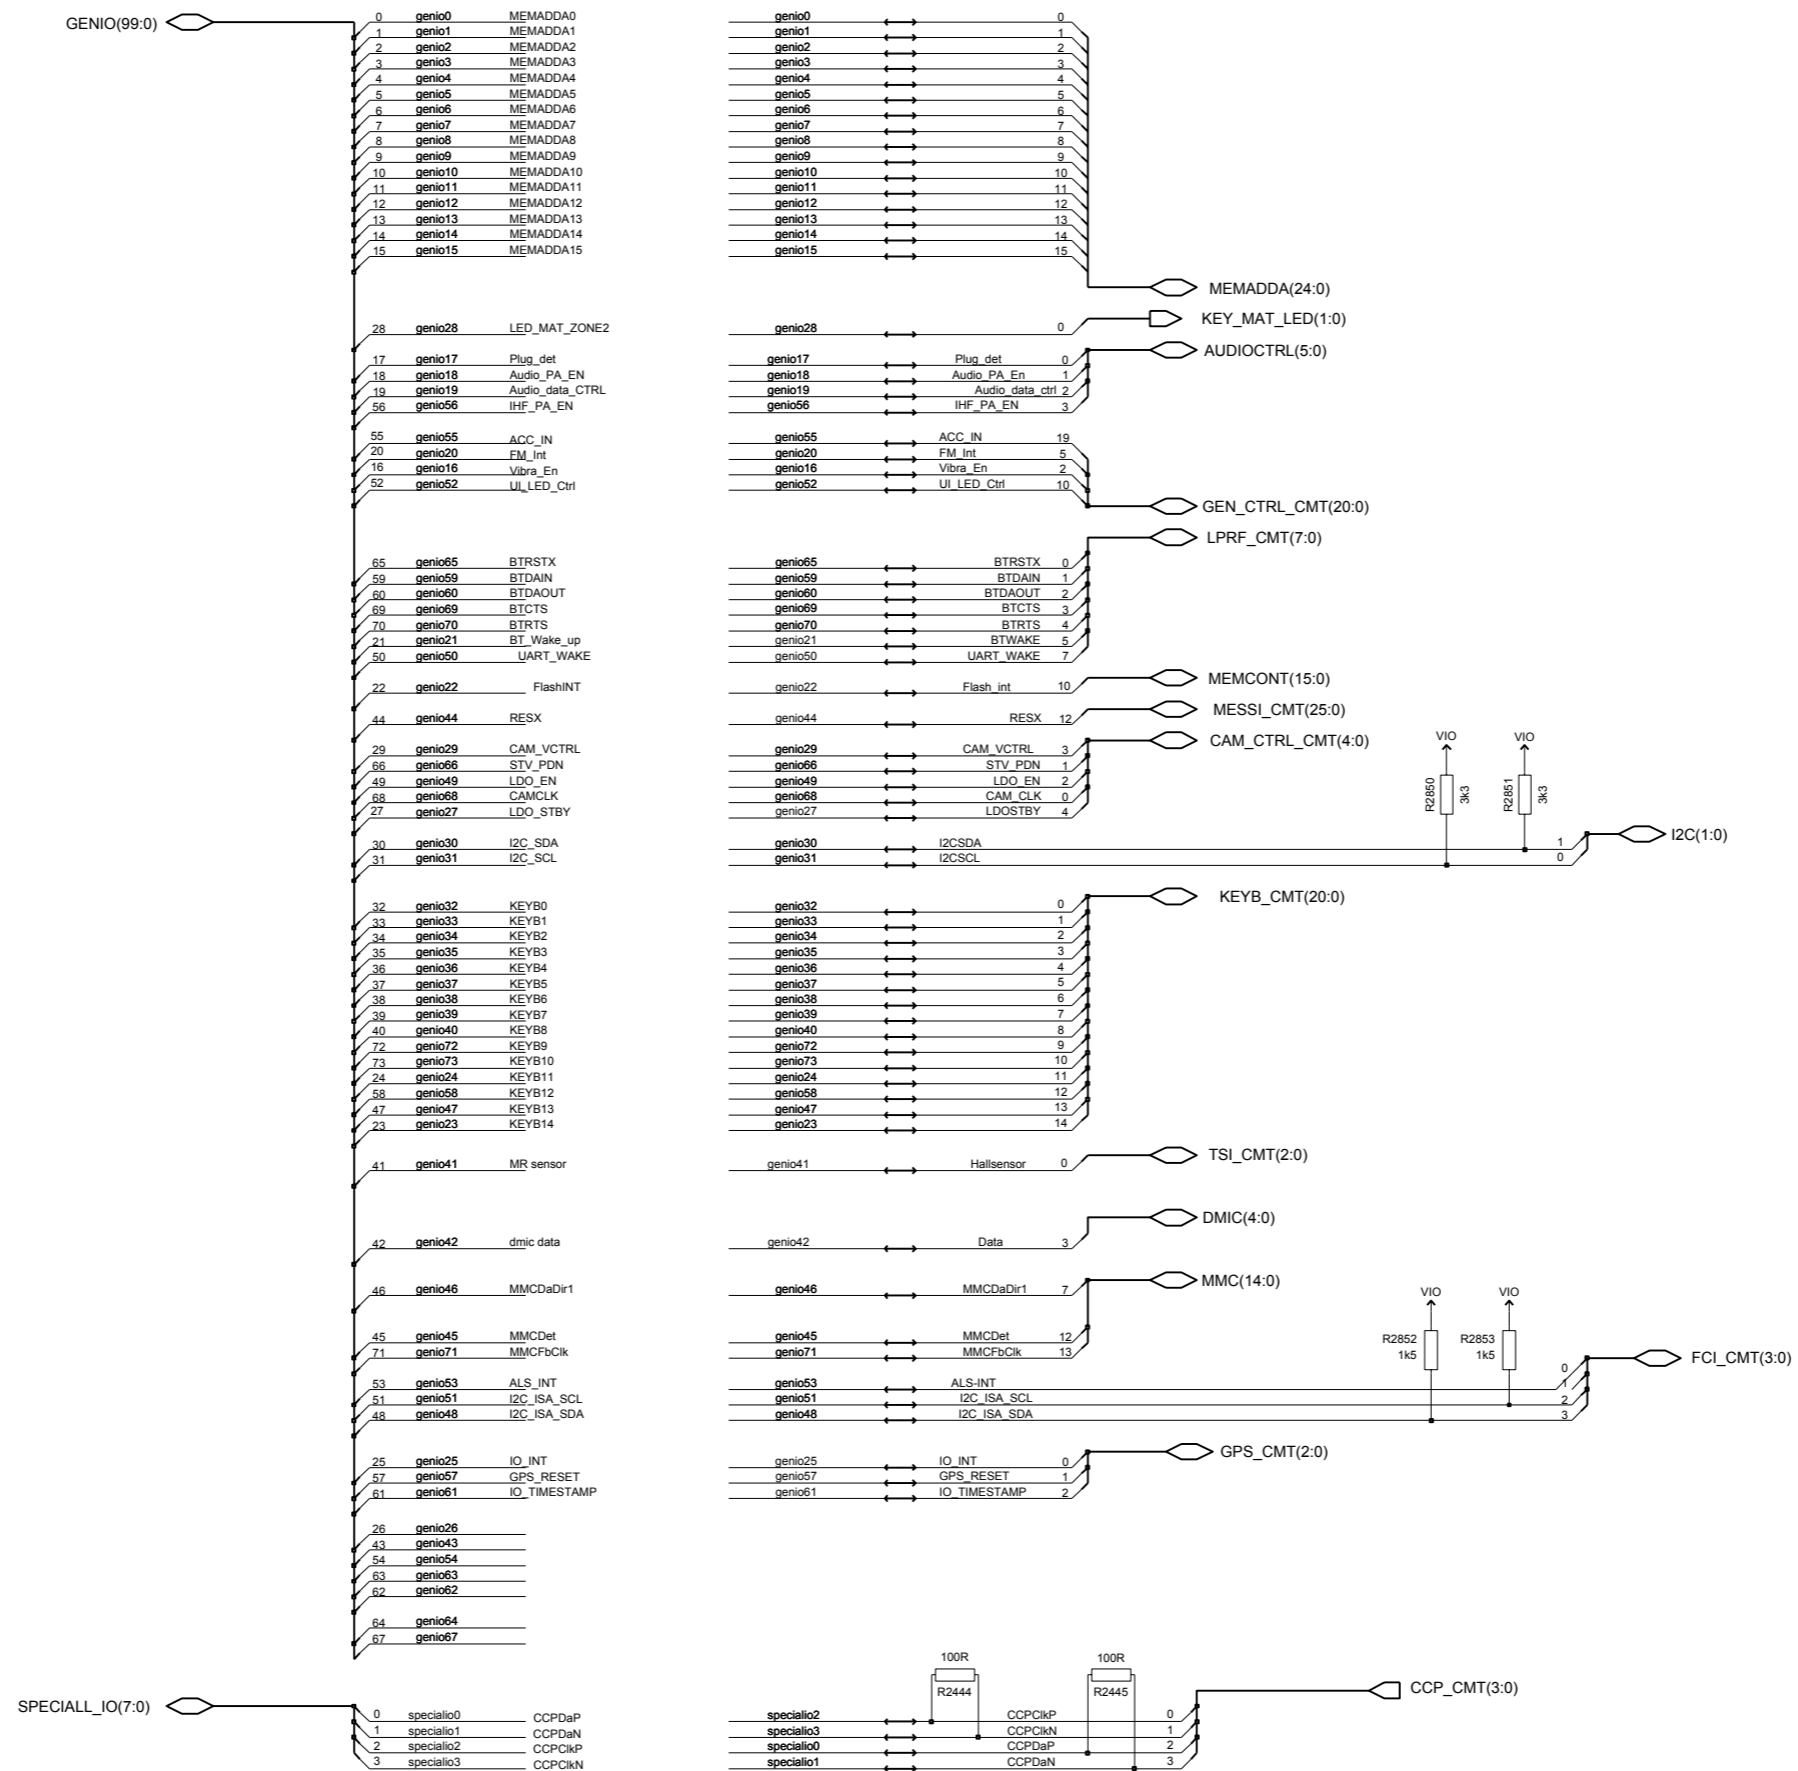 GENIO(99:0)
0 genio0 MEMADDA0 genio0 0
1 genio1 MEMADDA1 genio1 1
2 genio2 MEMADDA2 genio2 2
3 genio3 MEMADDA3 genio3 3
4 genio4 MEMADDA4 genio4 4
5 genio5 MEMADDA5 genio5 5
6 genio6 MEMADDA6 genio6 6
7 genio7 MEMADDA7 genio7 7
8 genio8 MEMADDA8 genio8 8
9 genio9 MEMADDA9 genio9 9
10 genio10 MEMADDA10 genio10 10
11 genio11 MEMADDA11 genio11 11
12 genio12 MEMADDA12 genio12 12
13 genio13 MEMADDA13 genio13 13
14 genio14 MEMADDA14 genio14 14
15 genio15 MEMADDA15 genio15 15
MEMADDA(24:0)
KEY_MAT_LED(1:0)
28 genio28 LED_MAT_ZONE2 genio28 0
AUDIOCTRL(5:0)
17 genio17 Plug_det genio17 Plug_det 0
18 genio18 Audio_PA_EN genio18 Audio_PA_En 1
19 genio19 Audio_data_CTRL genio19 Audio_data_ctrl 2
56 genio56 IHF_PA_EN genio56 IHF_PA_EN 3
55 genio55 ACC_IN genio55 ACC_IN 19
20 genio20 FM_Int genio20 FM_Int 5
16 genio16 Vibra_En genio16 Vibra_En 2
52 genio52 UI_LED_Ctrl genio52 UI_LED_Ctrl 10
GEN_CTRL_CMT(20:0)
LPRF_CMT(7:0)
65 genio65 BTRSTX genio65 BTRSTX 0
59 genio59 BTDAIN genio59 BTDAIN 1
60 genio60 BTDAOUT genio60 BTDAOUT 2
69 genio69 BTCTS genio69 BTCTS 3
70 genio70 BTRTS genio70 BTRTS 4
21 genio21 BT_Wake_up genio21 BTWAKE 5
50 genio50 UART_WAKE genio50 UART_WAKE 7
MEMCONT(15:0)
22 genio22 FlashINT genio22 Flash_int 10
MESSI_CMT(25:0)
44 genio44 RESX genio44 RESX 12
CAM_CTRL_CMT(4:0)
VIO VIO
29 genio29 CAM_VCTRL genio29 CAM_VCTRL 3
66 genio66 STV_PDN genio66 STV_PDN 1
49 genio49 LDO_EN genio49 LDO_EN 2
68 genio68 CAMCLK genio68 CAM_CLK 0
27 genio27 LDO_STBY genio27 LDOSTBY 4
R2850 3k3 R2851 3k3
I2C(1:0)
30 genio30 I2C_SDA genio30 I2CSDA 1
31 genio31 I2C_SCL genio31 I2CSCL 0
KEYB_CMT(20:0)
32 genio32 KEYB0 genio32 0
33 genio33 KEYB1 genio33 1
34 genio34 KEYB2 genio34 2
35 genio35 KEYB3 genio35 3
36 genio36 KEYB4 genio36 4
37 genio37 KEYB5 genio37 5
38 genio38 KEYB6 genio38 6
39 genio39 KEYB7 genio39 7
40 genio40 KEYB8 genio40 8
72 genio72 KEYB9 genio72 9
73 genio73 KEYB10 genio73 10
24 genio24 KEYB11 genio24 11
58 genio58 KEYB12 genio58 12
47 genio47 KEYB13 genio47 13
23 genio23 KEYB14 genio23 14
TSI_CMT(2:0)
41 genio41 MR sensor genio41 Hallsensor 0
DMIC(4:0)
42 genio42 dmic data genio42 Data 3
MMC(14:0)
46 genio46 MMCDaDir1 genio46 MMCDaDir1 7
VIO VIO
45 genio45 MMCDet genio45 MMCDet 12
71 genio71 MMCFbClk genio71 MMCFbClk 13
R2852 1k5 R2853 1k5
FCI_CMT(3:0)
0
53 genio53 ALS_INT genio53 ALS-INT 1
51 genio51 I2C_ISA_SCL genio51 I2C_ISA_SCL 2
48 genio48 I2C_ISA_SDA genio48 I2C_ISA_SDA 3
GPS_CMT(2:0)
25 genio25 IO_INT genio25 IO_INT 0
57 genio57 GPS_RESET genio57 GPS_RESET 1
61 genio61 IO_TIMESTAMP genio61 IO_TIMESTAMP 2
26 genio26
43 genio43
54 genio54
63 genio63
62 genio62
64 genio64
67 genio67
100R 100R
R2444 R2445
CCP_CMT(3:0)
SPECIALL_IO(7:0)
0 specialio0 CCPDaP specialio2 CCPClkP 0
1 specialio1 CCPDaN specialio3 CCPClkN 1
2 specialio2 CCPClkP specialio0 CCPDaP 2
3 specialio3 CCPClkN specialio1 CCPDaN 3